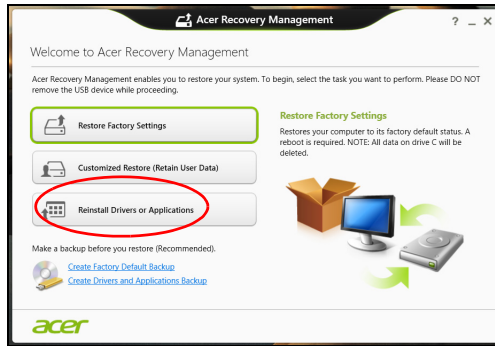 Acer Recovery Management
? _ X
Welcome to Acer Recovery Management
Acer Recovery Management enables you to restore your system. To begin, select the task you want to perform. Please DO NOT
remove the USB device while proceeding.
Restore Factory Settings
Customized Restore (Retain User Data)
Reinstall Drivers or Applications
Restore Factory Settings
Restores your computer to its factory default status. A
reboot is required. NOTE: All data on drive C will be
deleted.
Make a backup before you restore (Recommended).
Create Factory Default Backup
Create Drivers and Applications Backup
acer